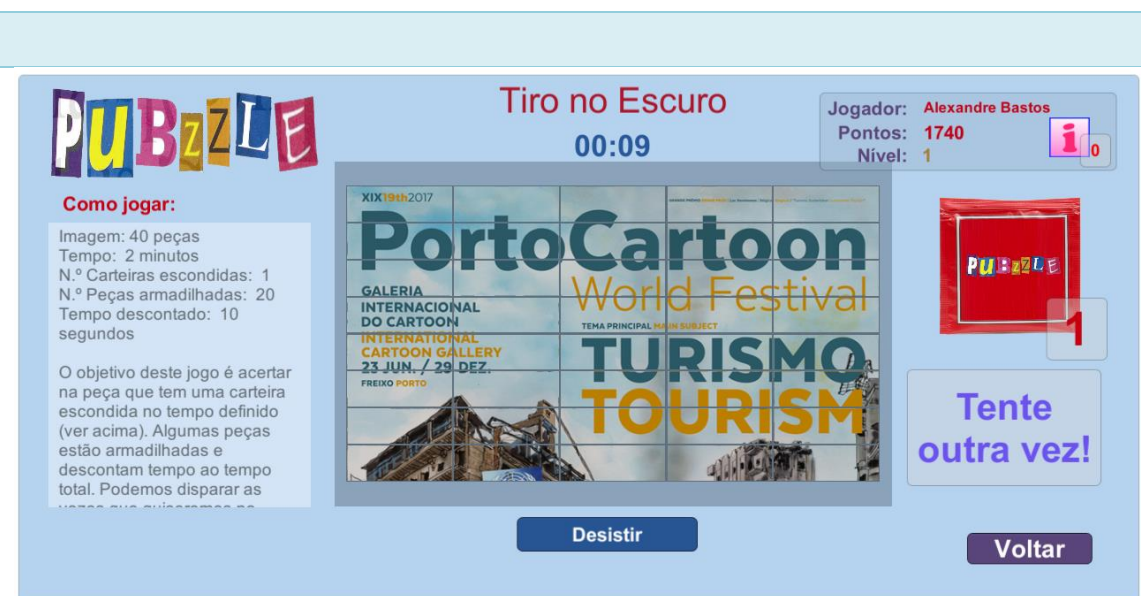 PUBZZLE
Tiro no Escuro
00:09
Jogador: Alexandre Bastos
Pontos: 1740
Nível: 1
i
0
Como jogar:
Imagem: 40 peças
Tempo: 2 minutos
N.º Carteiras escondidas: 1
N.º Peças armadilhadas: 20
Tempo descontado: 10
segundos
O objetivo deste jogo é acertar
na peça que tem uma carteira
escondida no tempo definido
(ver acima). Algumas peças
estão armadilhadas e
descontam tempo ao tempo
total. Podemos disparar as
XIX19th2017
PortoCartoon
World Festival
GALERIA
INTERNACIONAL
DO CARTOON
INTERNATIONAL
CARTOON GALLERY
23 JUN. / 29 DEZ.
FREIXO PORTO
TEMA PRINCIPAL MAIN SUBJECT
TURISMO
TOURISM
PUBZZLE
1
Tente
outra vez!
Desistir
Voltar